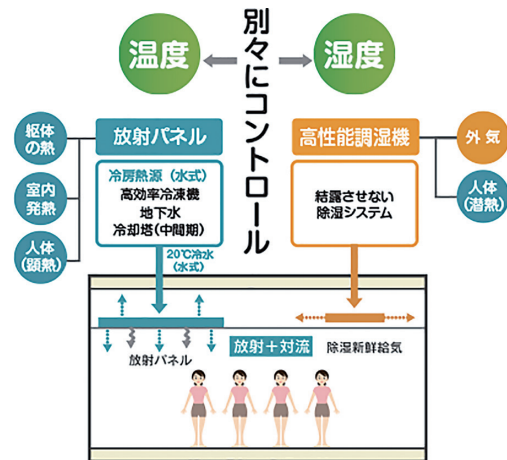 温度
別々にコントロール
湿度
躯体
の熱
放射パネル
高性能調湿機
外気
室内
発熱
冷房熱源（水式）
高効率冷凍機
地下水
冷却塔(中間期)
結露させない
除湿システム
人体
(潜熱)
人体
(顕熱)
20℃冷水
(水式)
放射＋対流
放射パネル
除湿新鮮給気